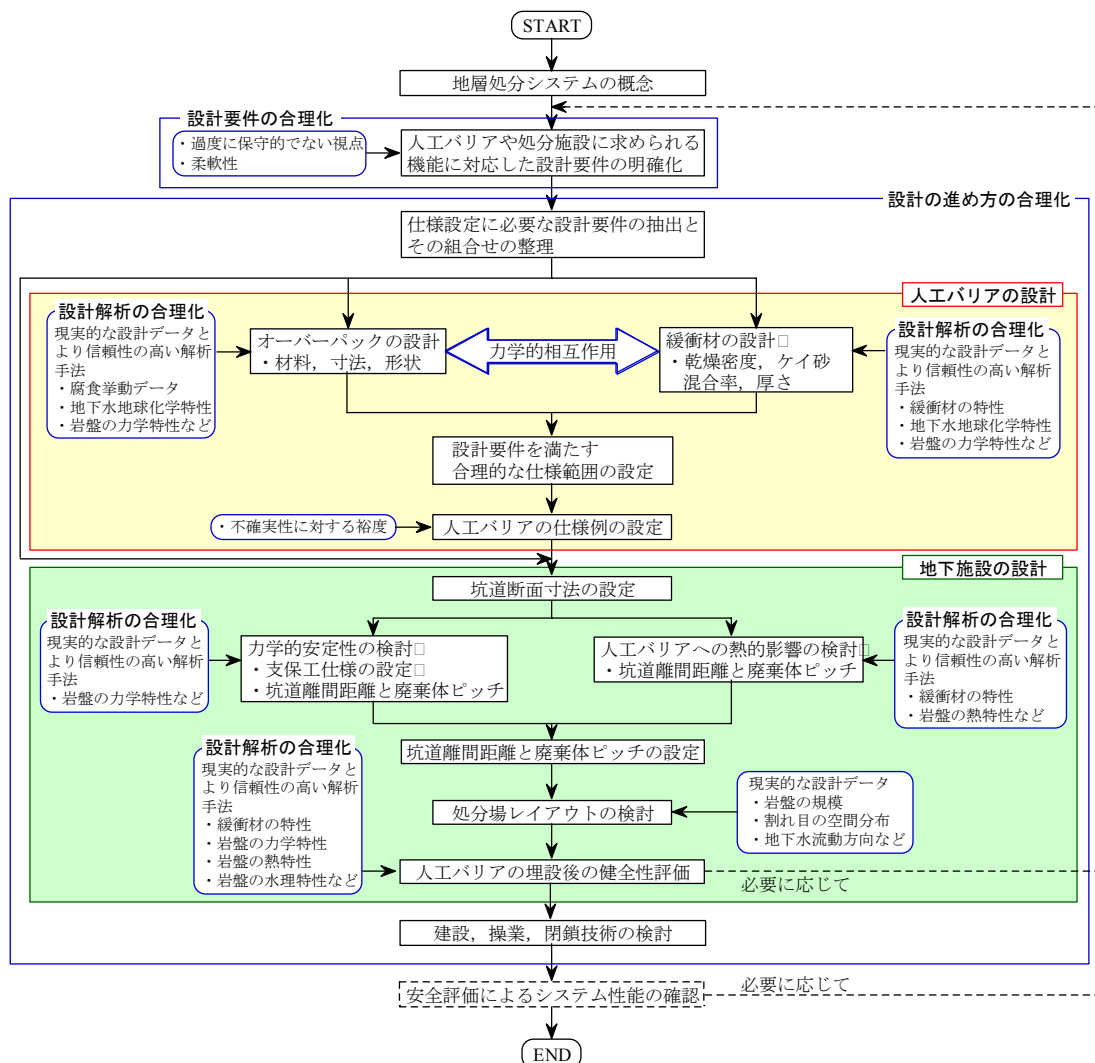 START
地層処分システムの概念
設計要件の合理化
・過度に保守的でない視点
・柔軟性
人工バリアや処分施設に求められる
機能に対応した設計要件の明確化
設計の進め方の合理化
仕様設定に必要な設計要件の抽出と
その組合せの整理
人工バリアの設計
設計解析の合理化
現実的な設計データと
より信頼性の高い解析
手法
・腐食挙動データ
・地下水地球化学特性
・岩盤の力学特性など
オーバーパックの設計
・材料，寸法，形状
力学的相互作用
緩衝材の設計
・乾燥密度，ケイ砂
混合率，厚さ
設計解析の合理化
現実的な設計データと
より信頼性の高い解析
手法
・緩衝材の特性
・地下水地球化学特性
・岩盤の力学特性など
設計要件を満たす
合理的な仕様範囲の設定
・不確実性に対する裕度
人工バリアの仕様例の設定
地下施設の設計
坑道断面寸法の設定
設計解析の合理化
現実的な設計データと
より信頼性の高い解析
手法
・岩盤の力学特性など
力学的安定性の検討
・支保工仕様の設定
・坑道離間距離と廃棄体ピッチ
人工バリアへの熱的影響の検討
・坑道離間距離と廃棄体ピッチ
設計解析の合理化
現実的な設計データと
より信頼性の高い解析
手法
・緩衝材の特性
・岩盤の熱特性など
坑道離間距離と廃棄体ピッチの設定
設計解析の合理化
現実的な設計データと
より信頼性の高い解析
手法
・緩衝材の特性
・岩盤の力学特性
・岩盤の熱特性
・岩盤の水理特性など
処分場レイアウトの検討
現実的な設計データ
・岩盤の規模
・割れ目の空間分布
・地下水流動方向など
人工バリアの埋設後の健全性評価
必要に応じて
建設，操業，閉鎖技術の検討
安全評価によるシステム性能の確認
必要に応じて
END